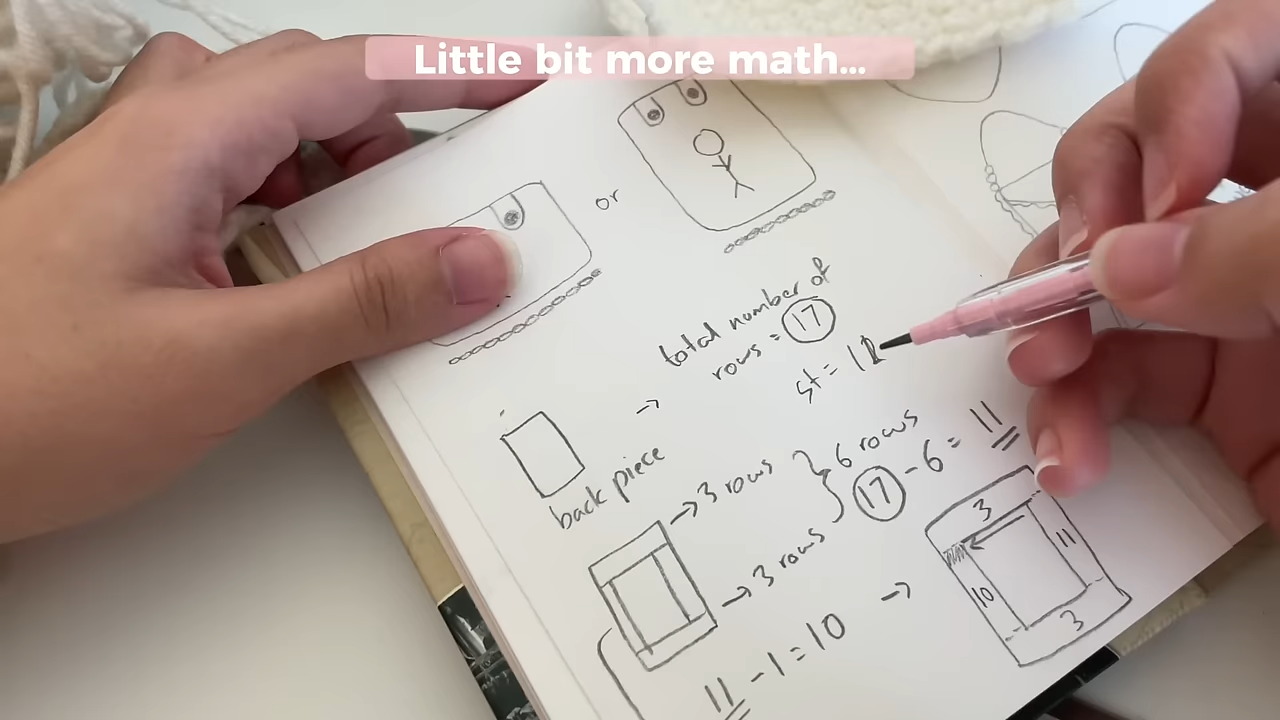 Little bit more math...
or
total number of
rows = 17
st = 1
back piece
→
→ 3 rows
→ 3 rows
6 rows
17 - 6 = 11
11 - 1 = 10
→
3
11
10
3